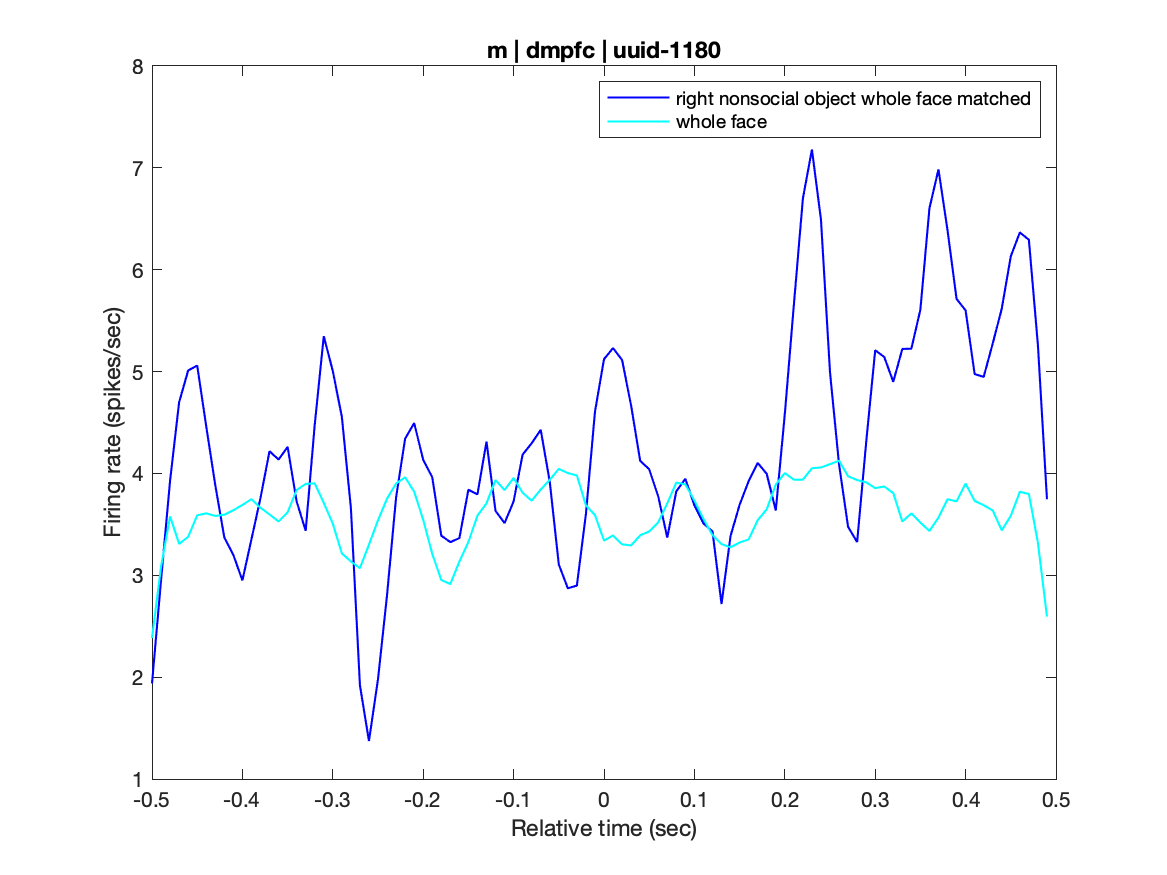 m | dmpfc | uuid-1180
right nonsocial object whole face matched
whole face
8
7
6
5
4
3
2
1
Firing rate (spikes/sec)
-0.5 -0.4 -0.3 -0.2 -0.1 0 0.1 0.2 0.3 0.4 0.5
Relative time (sec)